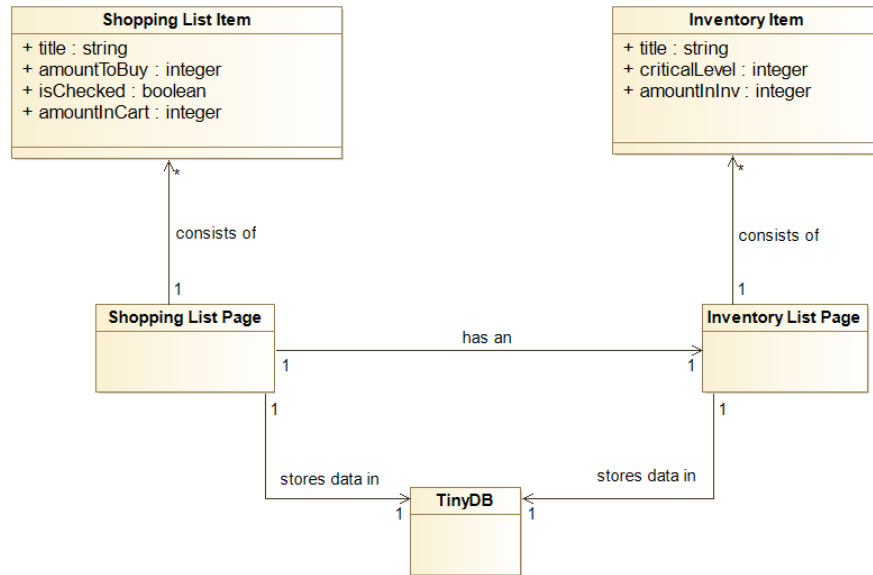 Shopping List Item
+ title : string
+ amountToBuy : integer
+ isChecked : boolean
+ amountInCart : integer
Inventory Item
+ title : string
+ criticalLevel : integer
+ amountInInv : integer
*
*
consists of
consists of
1
1
Shopping List Page
Inventory List Page
has an
1
1
1
1
stores data in
stores data in
TinyDB
1
1